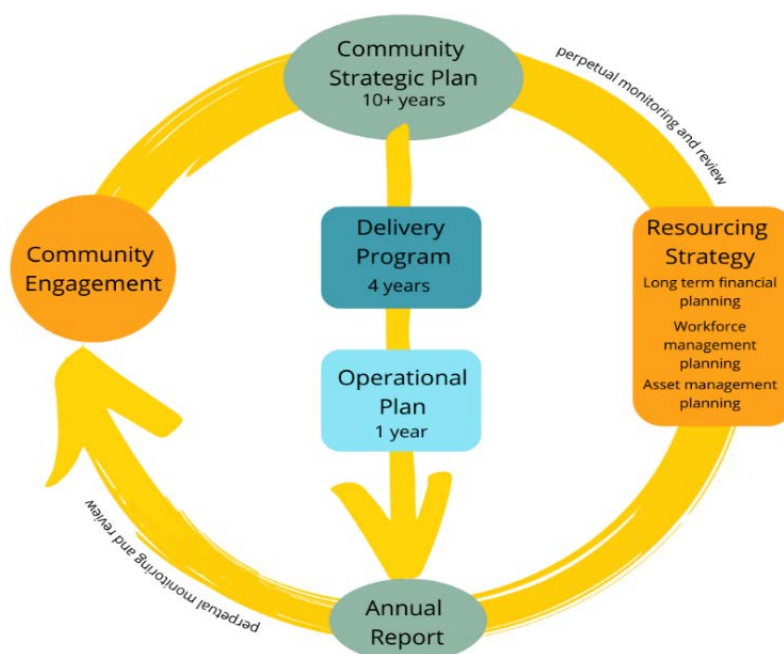 Community
Strategic Plan
10+ years
perpetual monitoring and review
Community
Engagement
Delivery
Program
4 years
Resourcing
Strategy
Long term financial
planning
Workforce
management
planning
Asset management
planning
Operational
Plan
1 year
perpetual monitoring and review
Annual
Report